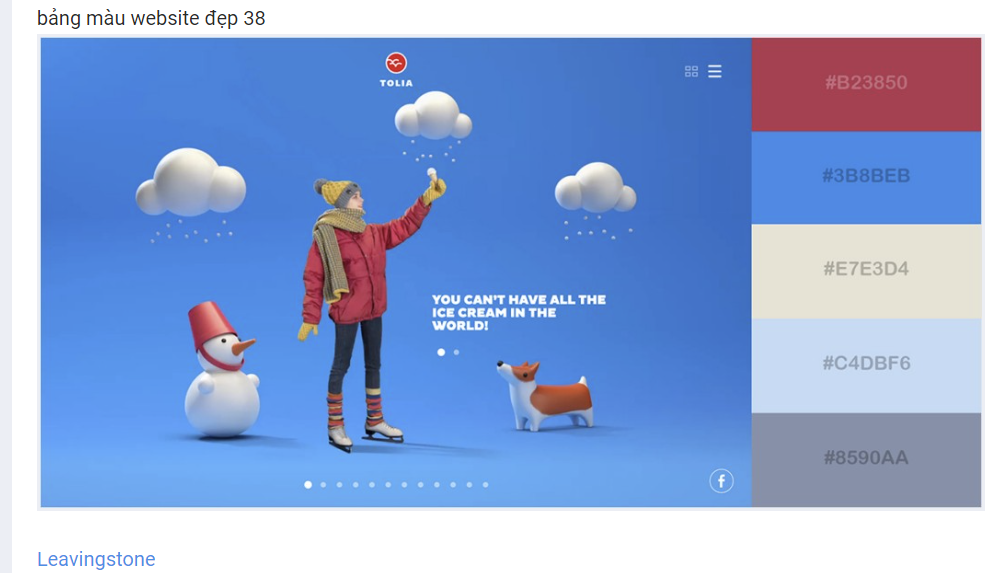 bảng màu website đẹp 38
TOLIA
#B23850
#3B8BEB
#E7E3D4
#C4DBF6
#8590AA
YOU CAN'T HAVE ALL THE
ICE CREAM IN THE
WORLD!
f
Leavingstone